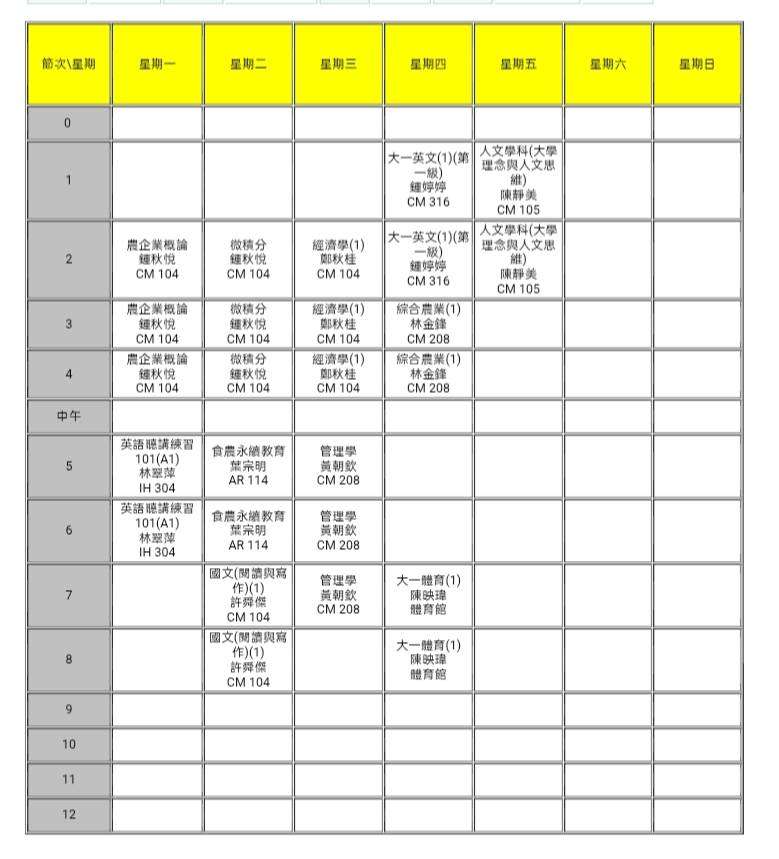 節次\星期 星期一 星期二 星期三 星期四 星期五 星期六 星期日
0
1
大一英文(1)(第
一級)
鍾婷婷
CM 316
人文學科(大學
理念與人文思
維)
陳靜美
CM 105
2
農企業概論
鍾秋悅
CM 104
微積分
鍾秋悅
CM 104
經濟學(1)
鄭秋桂
CM 104
大一英文(1)(第
一級)
鍾婷婷
CM 316
人文學科(大學
理念與人文思
維)
陳靜美
CM 105
3
農企業概論
鍾秋悅
CM 104
微積分
鍾秋悅
CM 104
經濟學(1)
鄭秋桂
CM 104
綜合農業(1)
林金鋒
CM 208
4
農企業概論
鍾秋悅
CM 104
微積分
鍾秋悅
CM 104
經濟學(1)
鄭秋桂
CM 104
綜合農業(1)
林金鋒
CM 208
中午
5
英語聽講練習
101(A1)
林翠萍
IH 304
食農永續教育
葉宗明
AR 114
管理學
黃朝欽
CM 208
6
英語聽講練習
101(A1)
林翠萍
IH 304
食農永續教育
葉宗明
AR 114
管理學
黃朝欽
CM 208
7
國文(閱讀與寫
作)(1)
許舜傑
CM 104
管理學
黃朝欽
CM 208
大一體育(1)
陳映瑋
體育館
8
國文(閱讀與寫
作)(1)
許舜傑
CM 104
大一體育(1)
陳映瑋
體育館
9
10
11
12